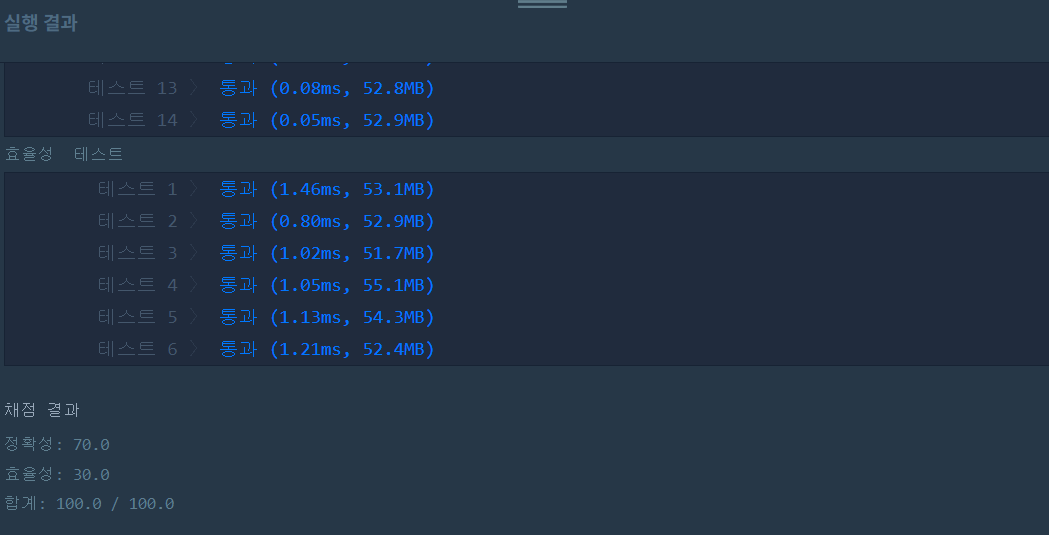 실행 결과
테스트 13 〉 통과 (0.08ms, 52.8MB)
테스트 14 〉 통과 (0.05ms, 52.9MB)
효율성 테스트
테스트 1 〉 통과 (1.46ms, 53.1MB)
테스트 2 〉 통과 (0.80ms, 52.9MB)
테스트 3 〉 통과 (1.02ms, 51.7MB)
테스트 4 〉 통과 (1.05ms, 55.1MB)
테스트 5 〉 통과 (1.13ms, 54.3MB)
테스트 6 〉 통과 (1.21ms, 52.4MB)
채점 결과
정확성: 70.0
효율성: 30.0
합계: 100.0 / 100.0